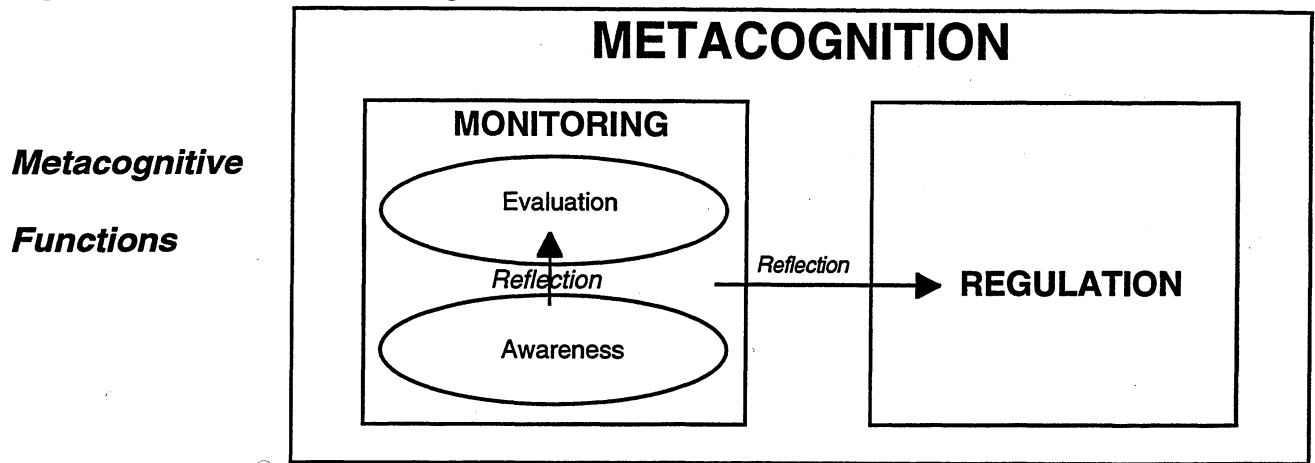 METACOGNITION
Metacognitive
Functions
MONITORING
Evaluation
Reflection
Awareness
Reflection
REGULATION